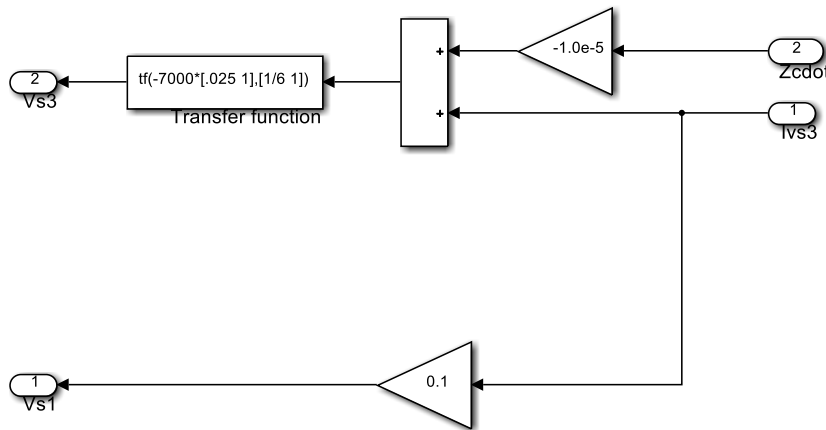 2
Vs3
tf(-7000*[.025 1],[1/6 1])
Transfer function
+
+
-1.0e-5
2
Zcdot
1
Ivs3
1
Vs1
0.1